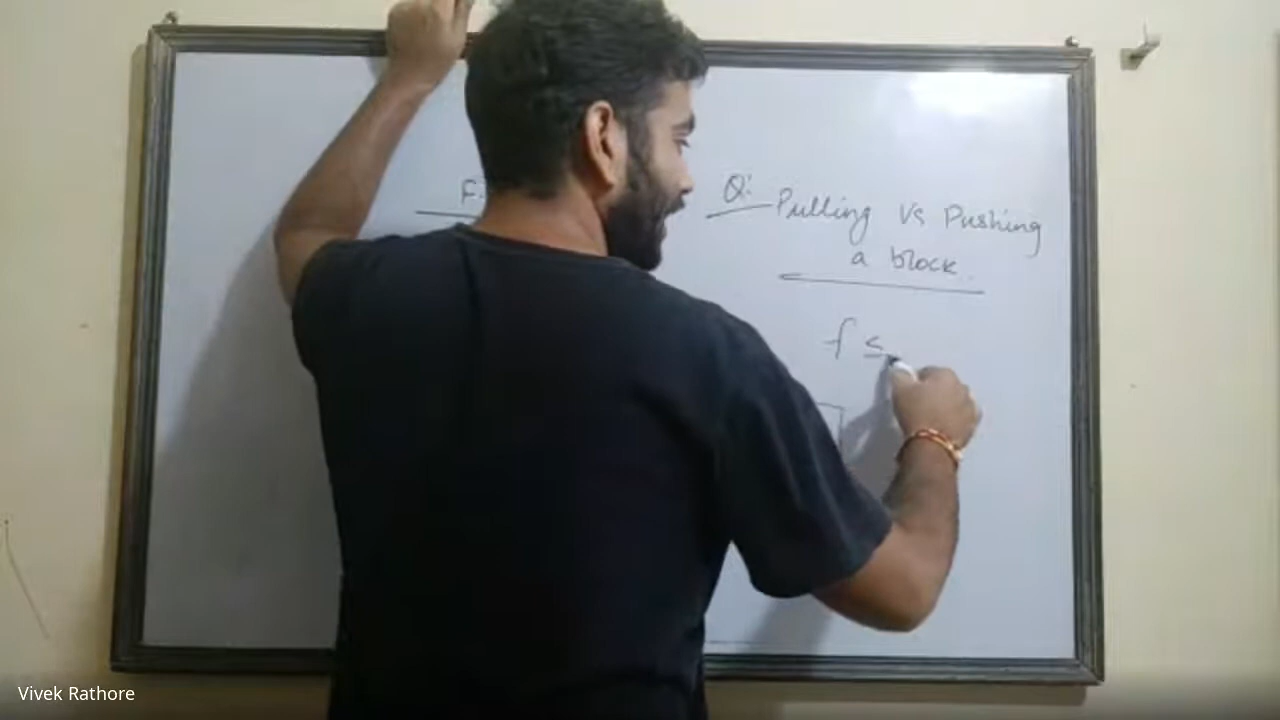 F:
Q: Pulling Vs Pushing
a block.
f ≤
Vivek Rathore